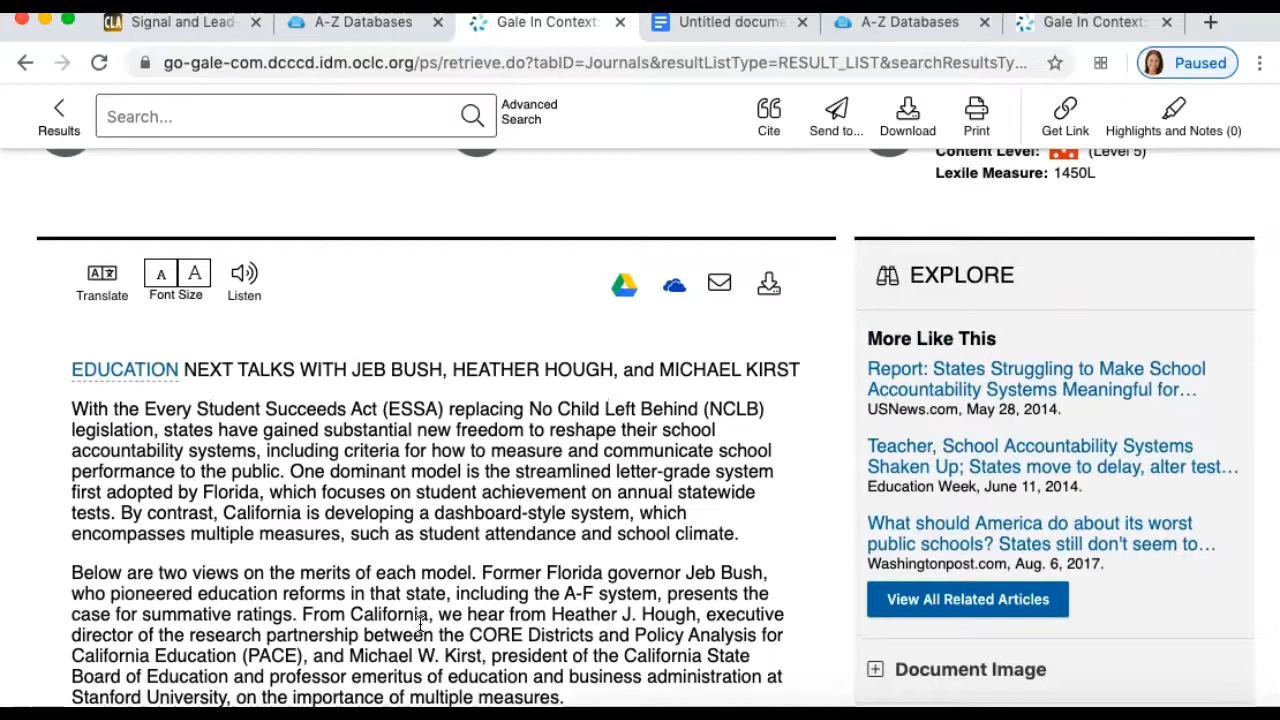 Signal and Lead-
A-Z Databases
Gale In Context:
Untitled docume
A-Z Databases
Gale In Context:
go-gale-com.dcccd.idm.oclc.org/ps/retrieve.do?tabID=Journals&resultListType=RESULT_LIST&searchResultsTy...
Paused
Results
Search...
Advanced
Search
Cite
Send to...
Download
Print
Get Link
Highlights and Notes (0)
Content Level: (Level 5)
Lexile Measure: 1450L
Translate
A A
Font Size
Listen
EDUCATION NEXT TALKS WITH JEB BUSH, HEATHER HOUGH, and MICHAEL KIRST
With the Every Student Succeeds Act (ESSA) replacing No Child Left Behind (NCLB)
legislation, states have gained substantial new freedom to reshape their school
accountability systems, including criteria for how to measure and communicate school
performance to the public. One dominant model is the streamlined letter-grade system
first adopted by Florida, which focuses on student achievement on annual statewide
tests. By contrast, California is developing a dashboard-style system, which
encompasses multiple measures, such as student attendance and school climate.
Below are two views on the merits of each model. Former Florida governor Jeb Bush,
who pioneered education reforms in that state, including the A-F system, presents the
case for summative ratings. From California, we hear from Heather J. Hough, executive
director of the research partnership between the CORE Districts and Policy Analysis for
California Education (PACE), and Michael W. Kirst, president of the California State
Board of Education and professor emeritus of education and business administration at
Stanford University, on the importance of multiple measures.
EXPLORE
More Like This
Report: States Struggling to Make School
Accountability Systems Meaningful for...
USNews.com, May 28, 2014.
Teacher, School Accountability Systems
Shaken Up; States move to delay, alter test...
Education Week, June 11, 2014.
What should America do about its worst
public schools? States still don't seem to...
Washingtonpost.com, Aug. 6, 2017.
View All Related Articles
Document Image